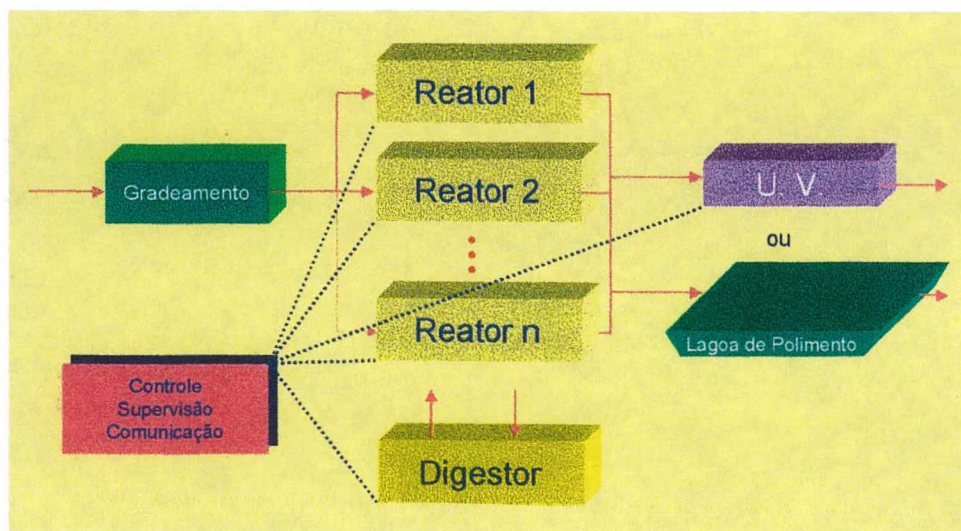 Reator 1
Gradeamento
Reator 2
U V
ou
Reator n
Lagoa de Polimento
Controle
Supervisão
Comunicação
Digestor